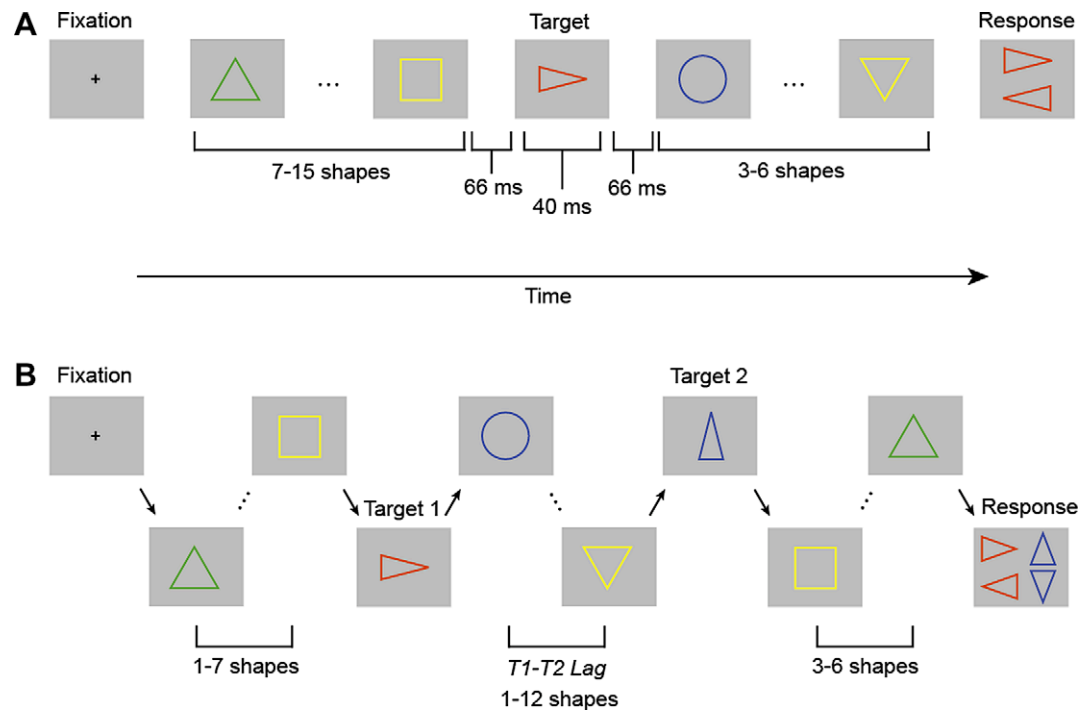 A
Fixation
Target
Response
+
...
...
7-15 shapes
66 ms
40 ms
66 ms
3-6 shapes
Time
B
Fixation
Target 2
+
...
Target 1
...
...
Response
1-7 shapes
T1-T2 Lag
1-12 shapes
3-6 shapes